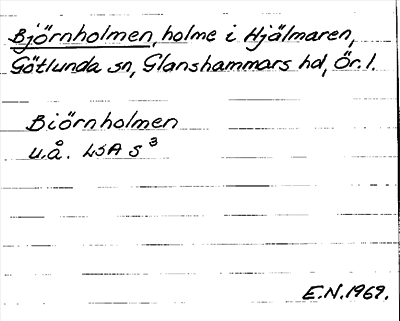 Björnholmen, holme i Hjälmaren,
Götlunda sn, Glanshammars hd, Ör. l.
Biörnholmen
u.å. LSA S³
E.N. 1969.